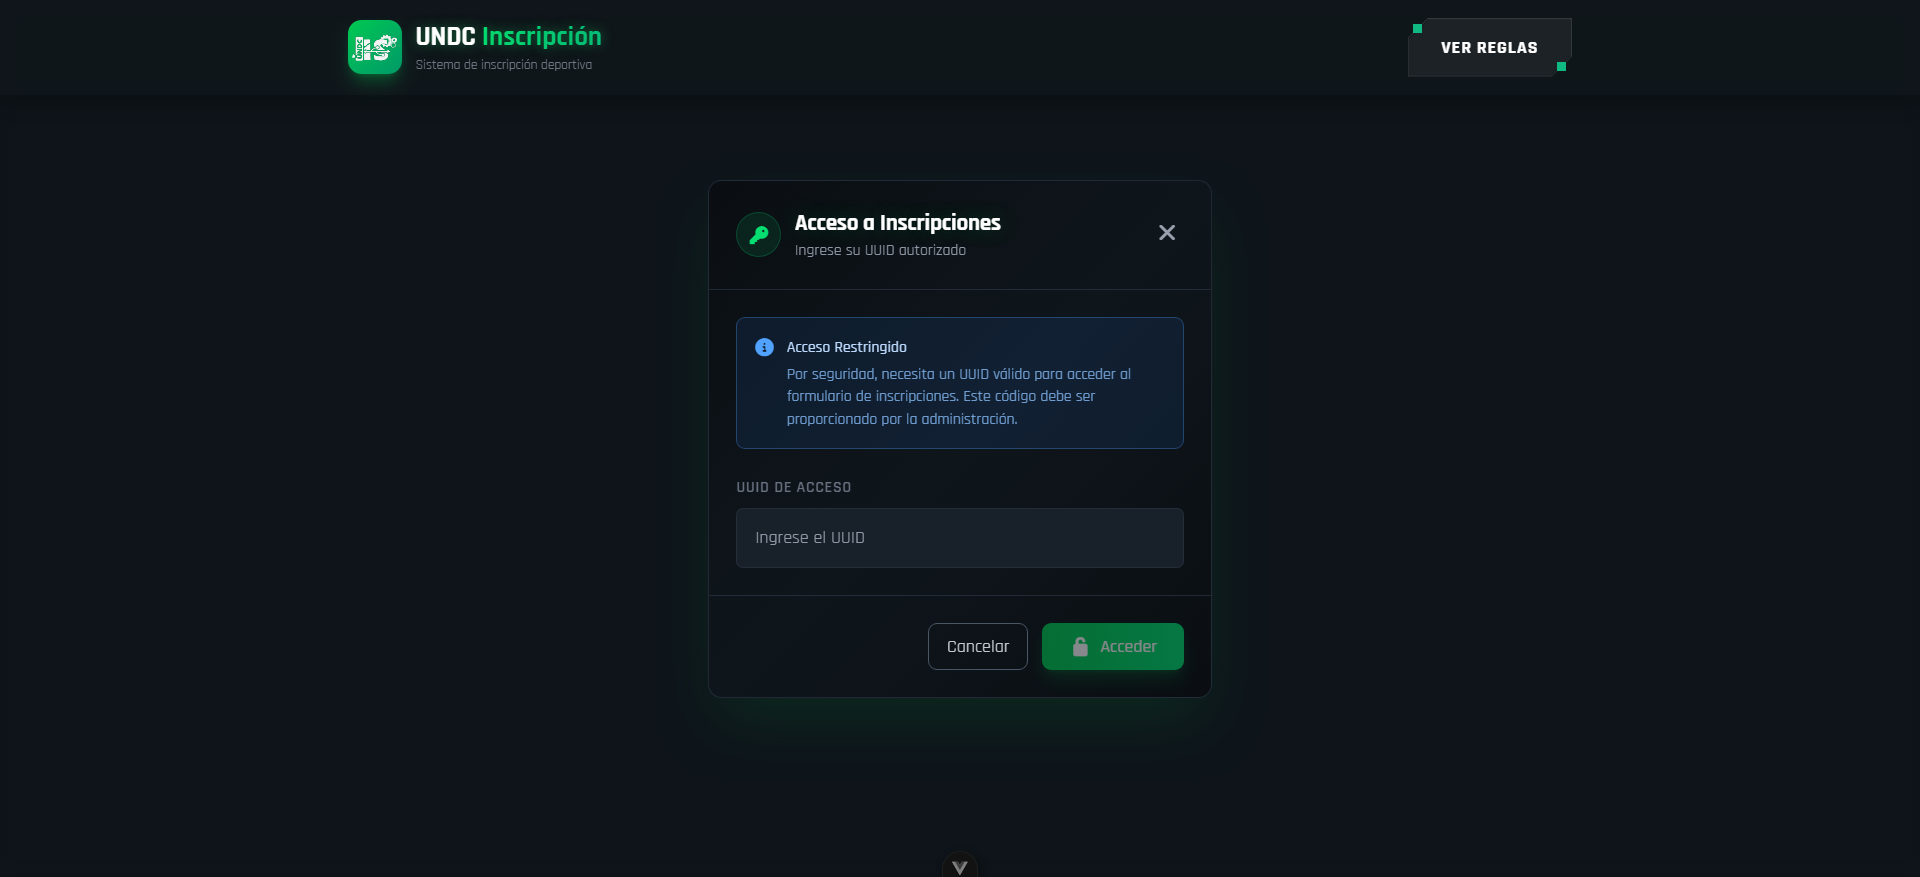 UNDC Inscripción
Sistema de inscripción deportiva
VER REGLAS
Acceso a Inscripciones
Ingrese su UUID autorizado
Acceso Restringido
Por seguridad, necesita un UUID válido para acceder al
formulario de inscripciones. Este código debe ser
proporcionado por la administración.
UUID DE ACCESO
Ingrese el UUID
Cancelar
Acceder